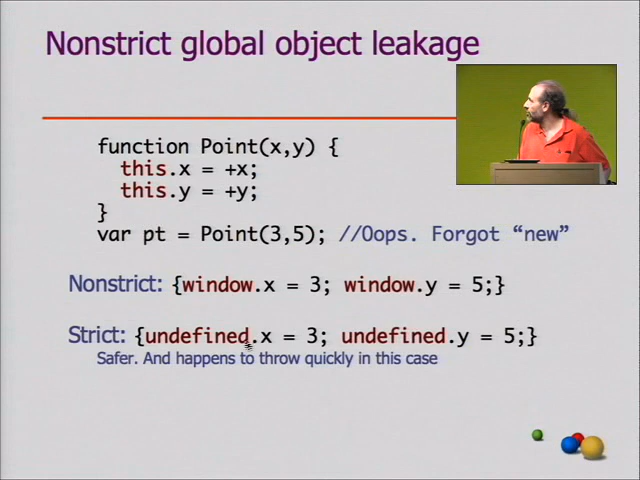 Nonstrict global object leakage
function Point(x,y) {
this.x = +x;
this.y = +y;
}
var pt = Point(3,5); //Oops. Forgot “new”
Nonstrict: {window.x = 3; window.y = 5;}
Strict: {undefined.x = 3; undefined.y = 5;}
Safer. And happens to throw quickly in this case